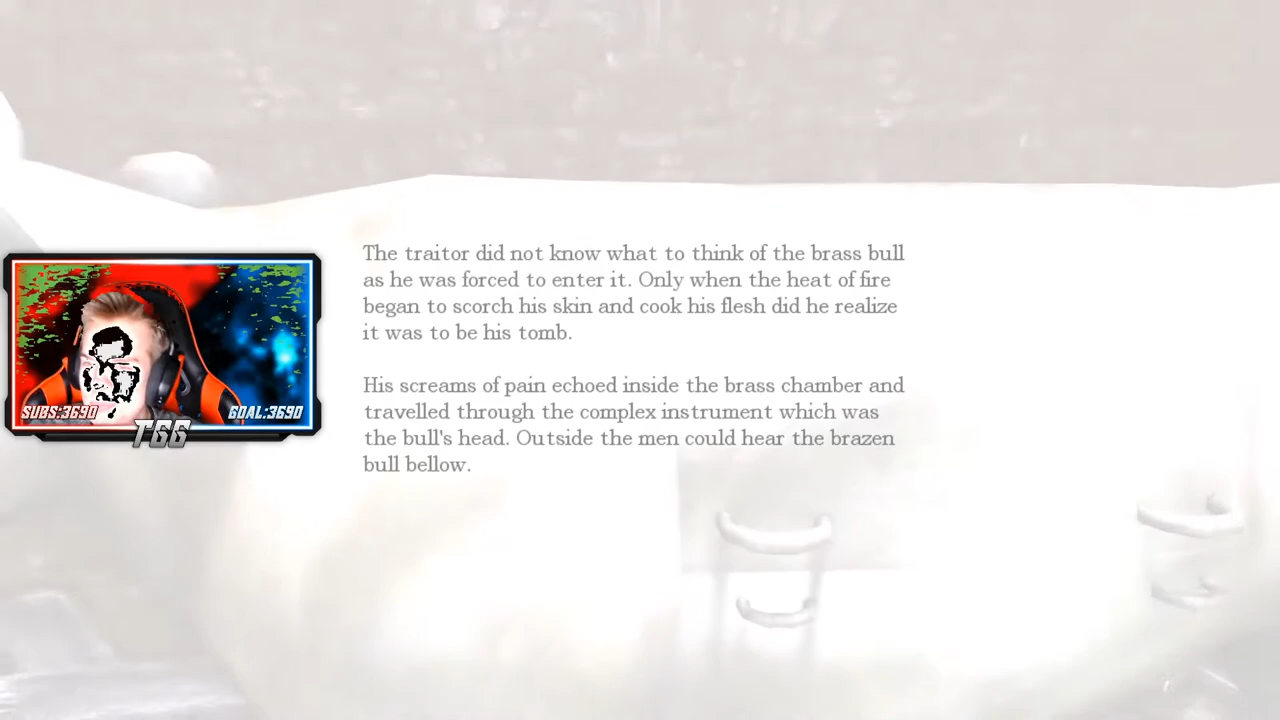 The traitor did not know what to think of the brass bull
as he was forced to enter it. Only when the heat of fire
began to scorch his skin and cook his flesh did he realize
it was to be his tomb.
His screams of pain echoed inside the brass chamber and
travelled through the complex instrument which was
the bull's head. Outside the men could hear the brazen
bull bellow.
SUBS:3690
GOAL:3690
TGG